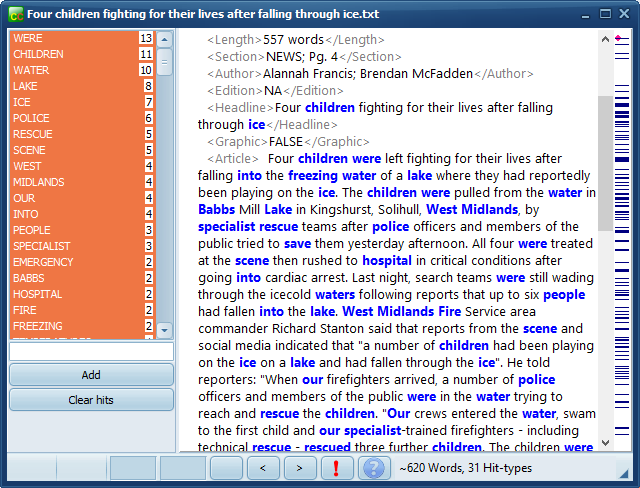 Four children fighting for their lives after falling through ice.txt
WERE 13
CHILDREN 11
WATER 10
LAKE 8
ICE 7
POLICE 6
RESCUE 5
SCENE 5
WEST 4
MIDLANDS 4
OUR 4
INTO 4
PEOPLE 3
SPECIALIST 3
EMERGENCY 2
BABBS 2
HOSPITAL 2
FIRE 2
FREEZING 2
Add
Clear hits
<Length>557 words</Length>
<Section>NEWS; Pg. 4</Section>
<Author>Alannah Francis; Brendan McFadden</Author>
<Edition>NA</Edition>
<Headline>Four children fighting for their lives after falling
through ice</Headline>
<Graphic>FALSE</Graphic>
<Article> Four children were left fighting for their lives after
falling into the freezing water of a lake where they had reportedly
been playing on the ice. The children were pulled from the water in
Babbs Mill Lake in Kingshurst, Solihull, West Midlands, by
specialist rescue teams after police officers and members of the
public tried to save them yesterday afternoon. All four were treated
at the scene then rushed to hospital in critical conditions after
going into cardiac arrest. Last night, search teams were still wading
through the icecold waters following reports that up to six people
had fallen into the lake. West Midlands Fire Service area
commander Richard Stanton said that reports from the scene and
social media indicated that "a number of children had been playing
on the ice on a lake and had fallen through the ice". He told
reporters: "When our firefighters arrived, a number of police
officers and members of the public were in the water trying to
reach and rescue the children. "Our crews entered the water, swam
to the first child and our specialist-trained firefighters - including
technical rescue - rescued three further children. The children were
< > ! ? ~620 Words, 31 Hit-types